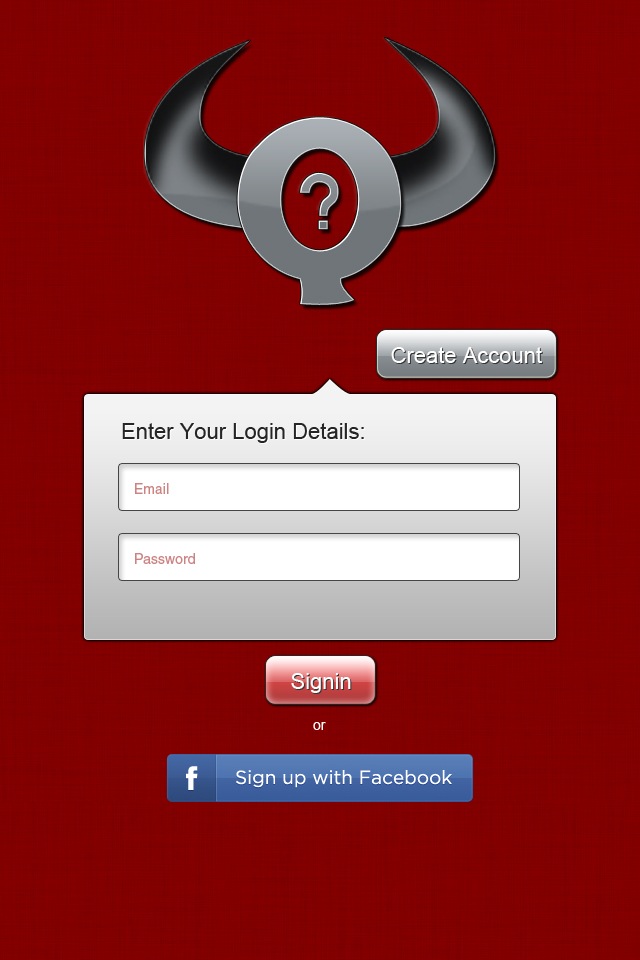 Q
?
Create Account
Enter Your Login Details:
Email
Password
Signin
or
f
Sign up with Facebook